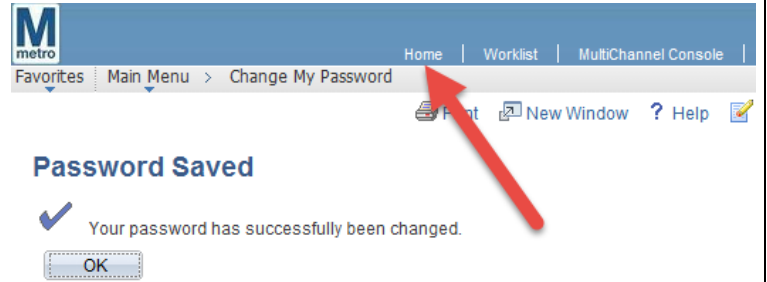 M
metro
Home | Worklist | MultiChannel Console |
Favorites Main Menu > Change My Password
Print New Window ? Help
Password Saved
Your password has successfully been changed.
OK